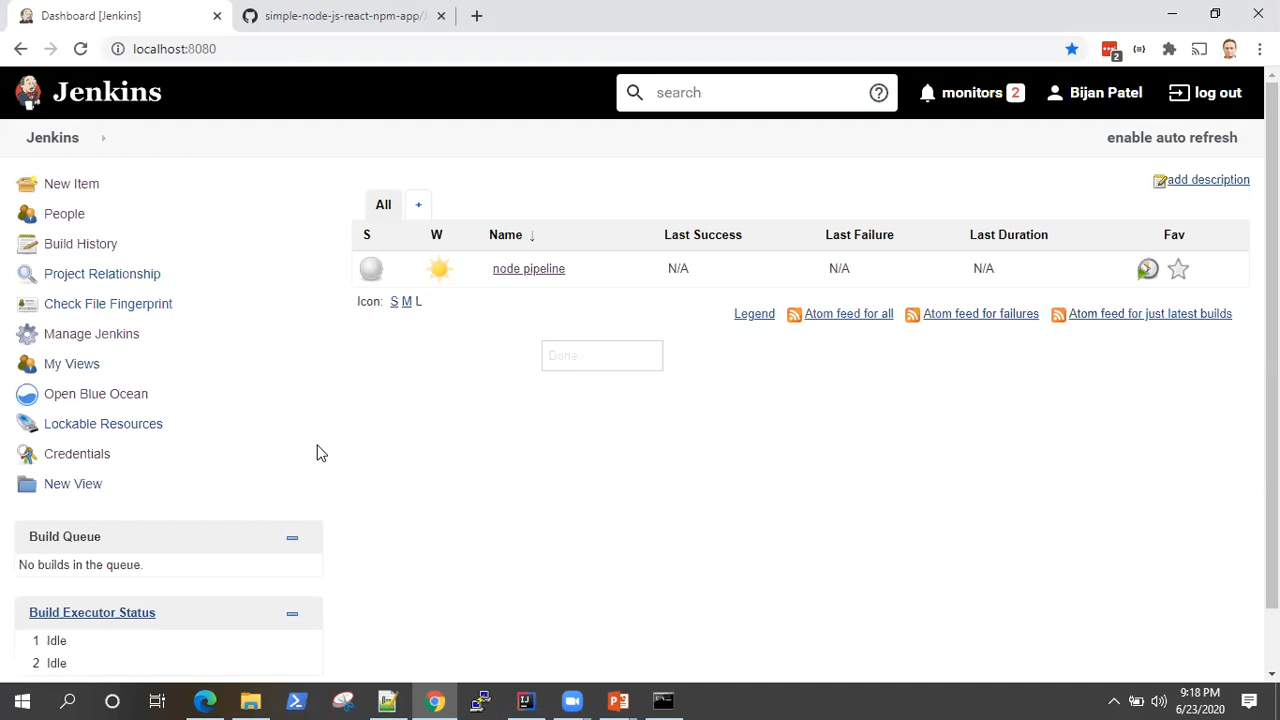 Dashboard [Jenkins]
simple-node-js-react-npm-app/J
localhost:8080
2
Jenkins
search
monitors 2
Bijan Patel
log out
Jenkins
enable auto refresh
New Item
People
Build History
Project Relationship
Check File Fingerprint
Manage Jenkins
My Views
Open Blue Ocean
Lockable Resources
Credentials
New View
Build Queue
No builds in the queue.
Build Executor Status
1 Idle
2 Idle
add description
All +
S W Name ↓ Last Success Last Failure Last Duration Fav
node pipeline N/A N/A N/A
Icon: S M L
Legend Atom feed for all Atom feed for failures Atom feed for just latest builds
Done
9:18 PM
6/23/2020